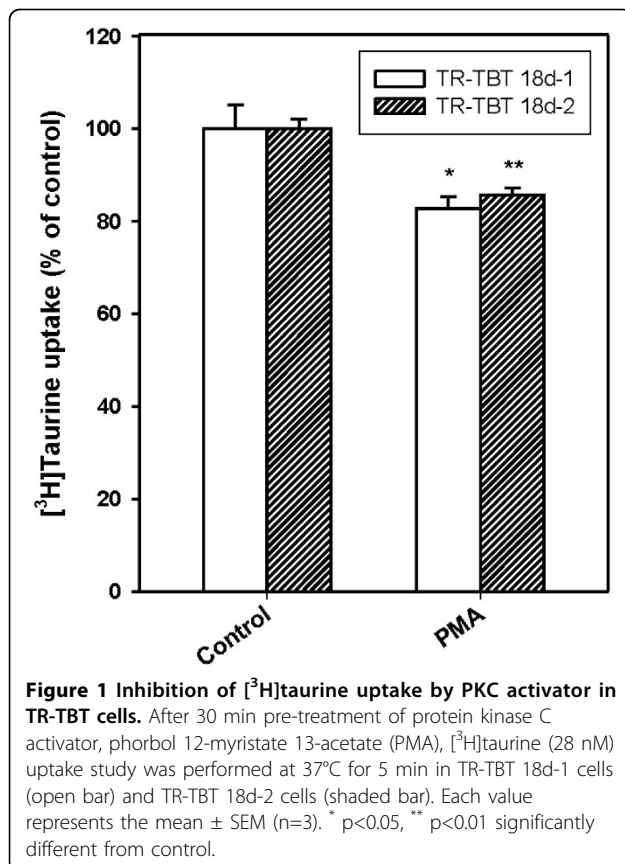 120
100
80
60
40
20
0
[³H]Taurine uptake (% of control)
TR-TBT 18d-1
TR-TBT 18d-2
*
**
Control
PMA
Figure 1 Inhibition of [³H]taurine uptake by PKC activator in
TR-TBT cells. After 30 min pre-treatment of protein kinase C
activator, phorbol 12-myristate 13-acetate (PMA), [³H]taurine (28 nM)
uptake study was performed at 37°C for 5 min in TR-TBT 18d-1 cells
(open bar) and TR-TBT 18d-2 cells (shaded bar). Each value
represents the mean ± SEM (n=3). * p<0.05, ** p<0.01 significantly
different from control.